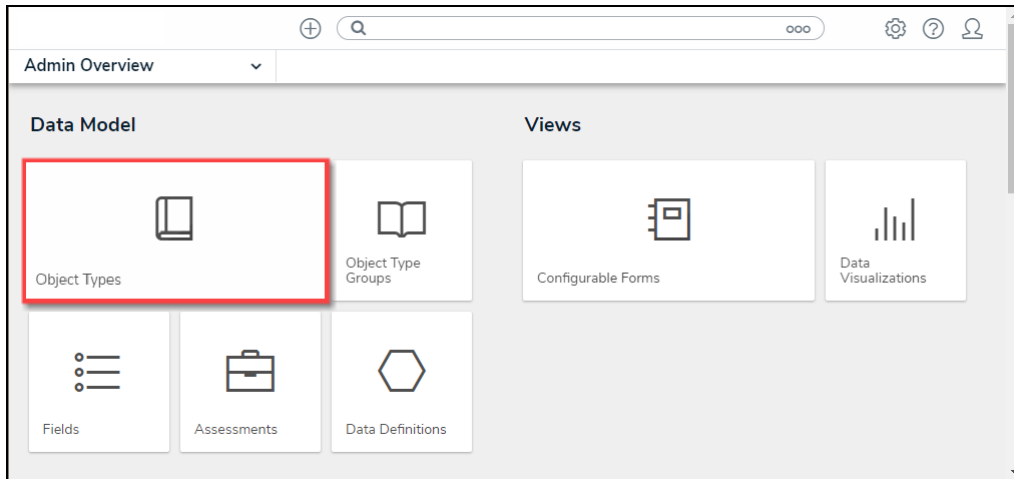 Admin Overview
Data Model
Views
Object Types
Object Type
Groups
Configurable Forms
Data
Visualizations
Fields
Assessments
Data Definitions